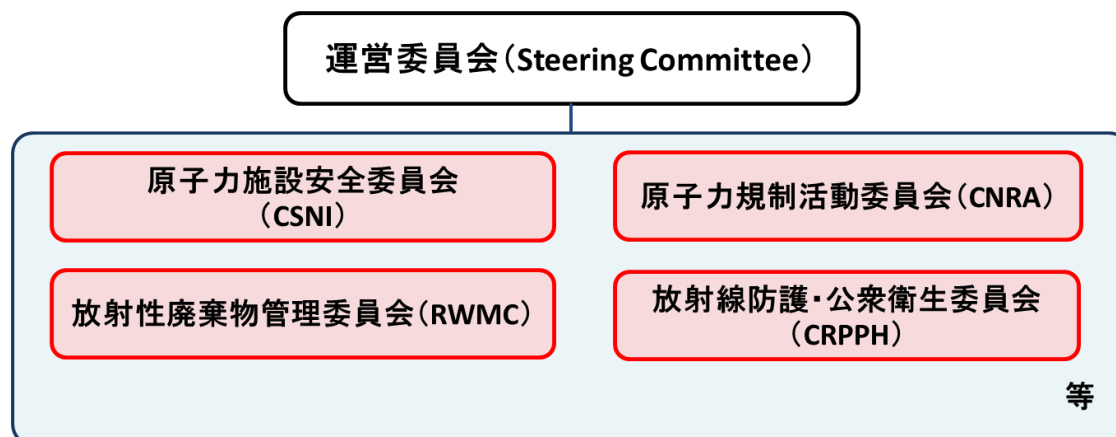 運営委員会（Steering Committee）
原子力施設安全委員会
（CSNI）
原子力規制活動委員会（CNRA）
放射性廃棄物管理委員会（RWMC）
放射線防護・公衆衛生委員会
（CRPPH）
等